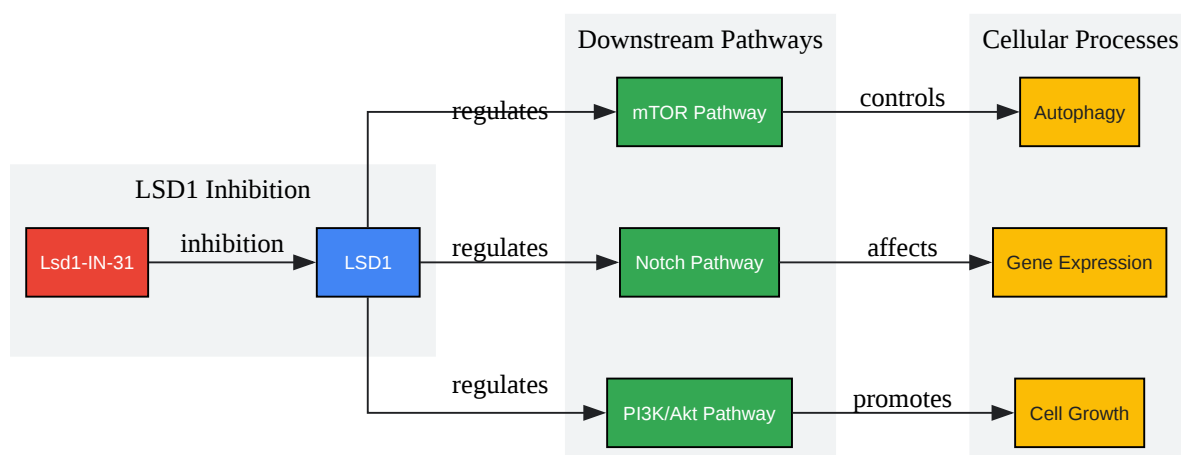 Downstream Pathways
Cellular Processes
regulates
mTOR Pathway
controls
Autophagy
LSD1 Inhibition
Lsd1-IN-31
inhibition
LSD1
regulates
Notch Pathway
affects
Gene Expression
regulates
PI3K/Akt Pathway
promotes
Cell Growth